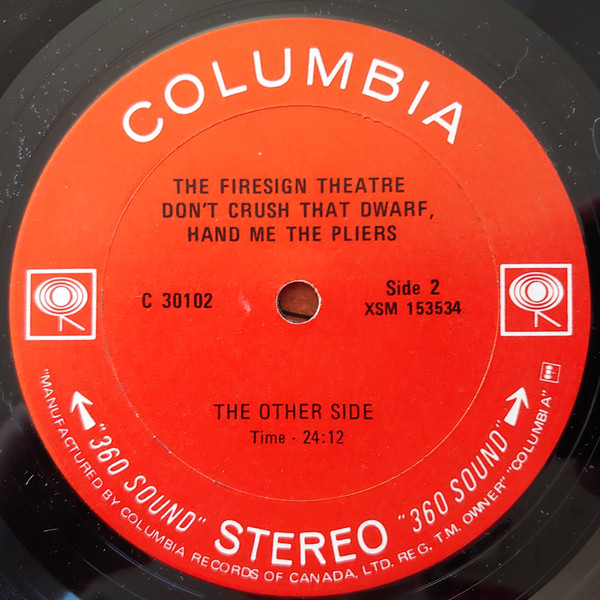 COLUMBIA
THE FIRESIGN THEATRE
DON'T CRUSH THAT DWARF,
HAND ME THE PLIERS
C 30102
Side 2
XSM 153534
THE OTHER SIDE
Time - 24:12
"360 SOUND" STEREO "360 SOUND"
"MANUFACTURED BY COLUMBIA RECORDS OF CANADA, LTD. REG. T.M. OWNER" "COLUMBIA"